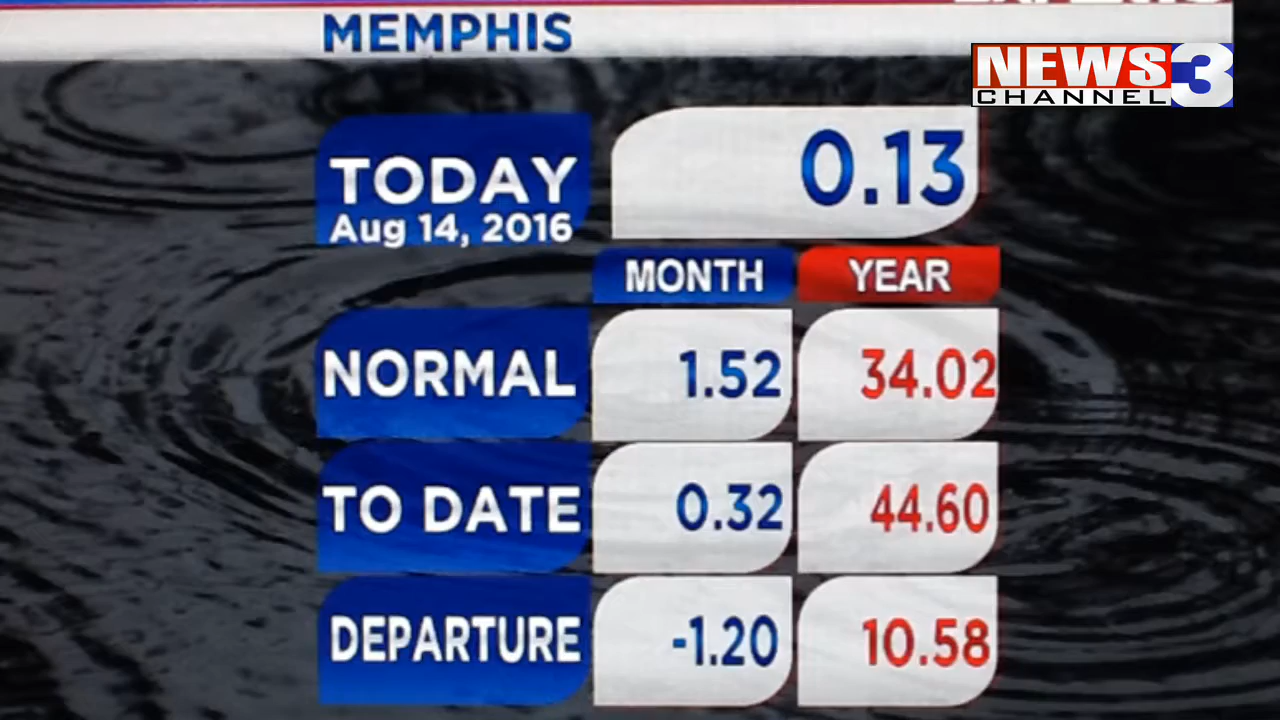 MEMPHIS
NEWS 3
CHANNEL
TODAY 0.13
Aug 14, 2016
MONTH YEAR
NORMAL 1.52 34.02
TO DATE 0.32 44.60
DEPARTURE -1.20 10.58